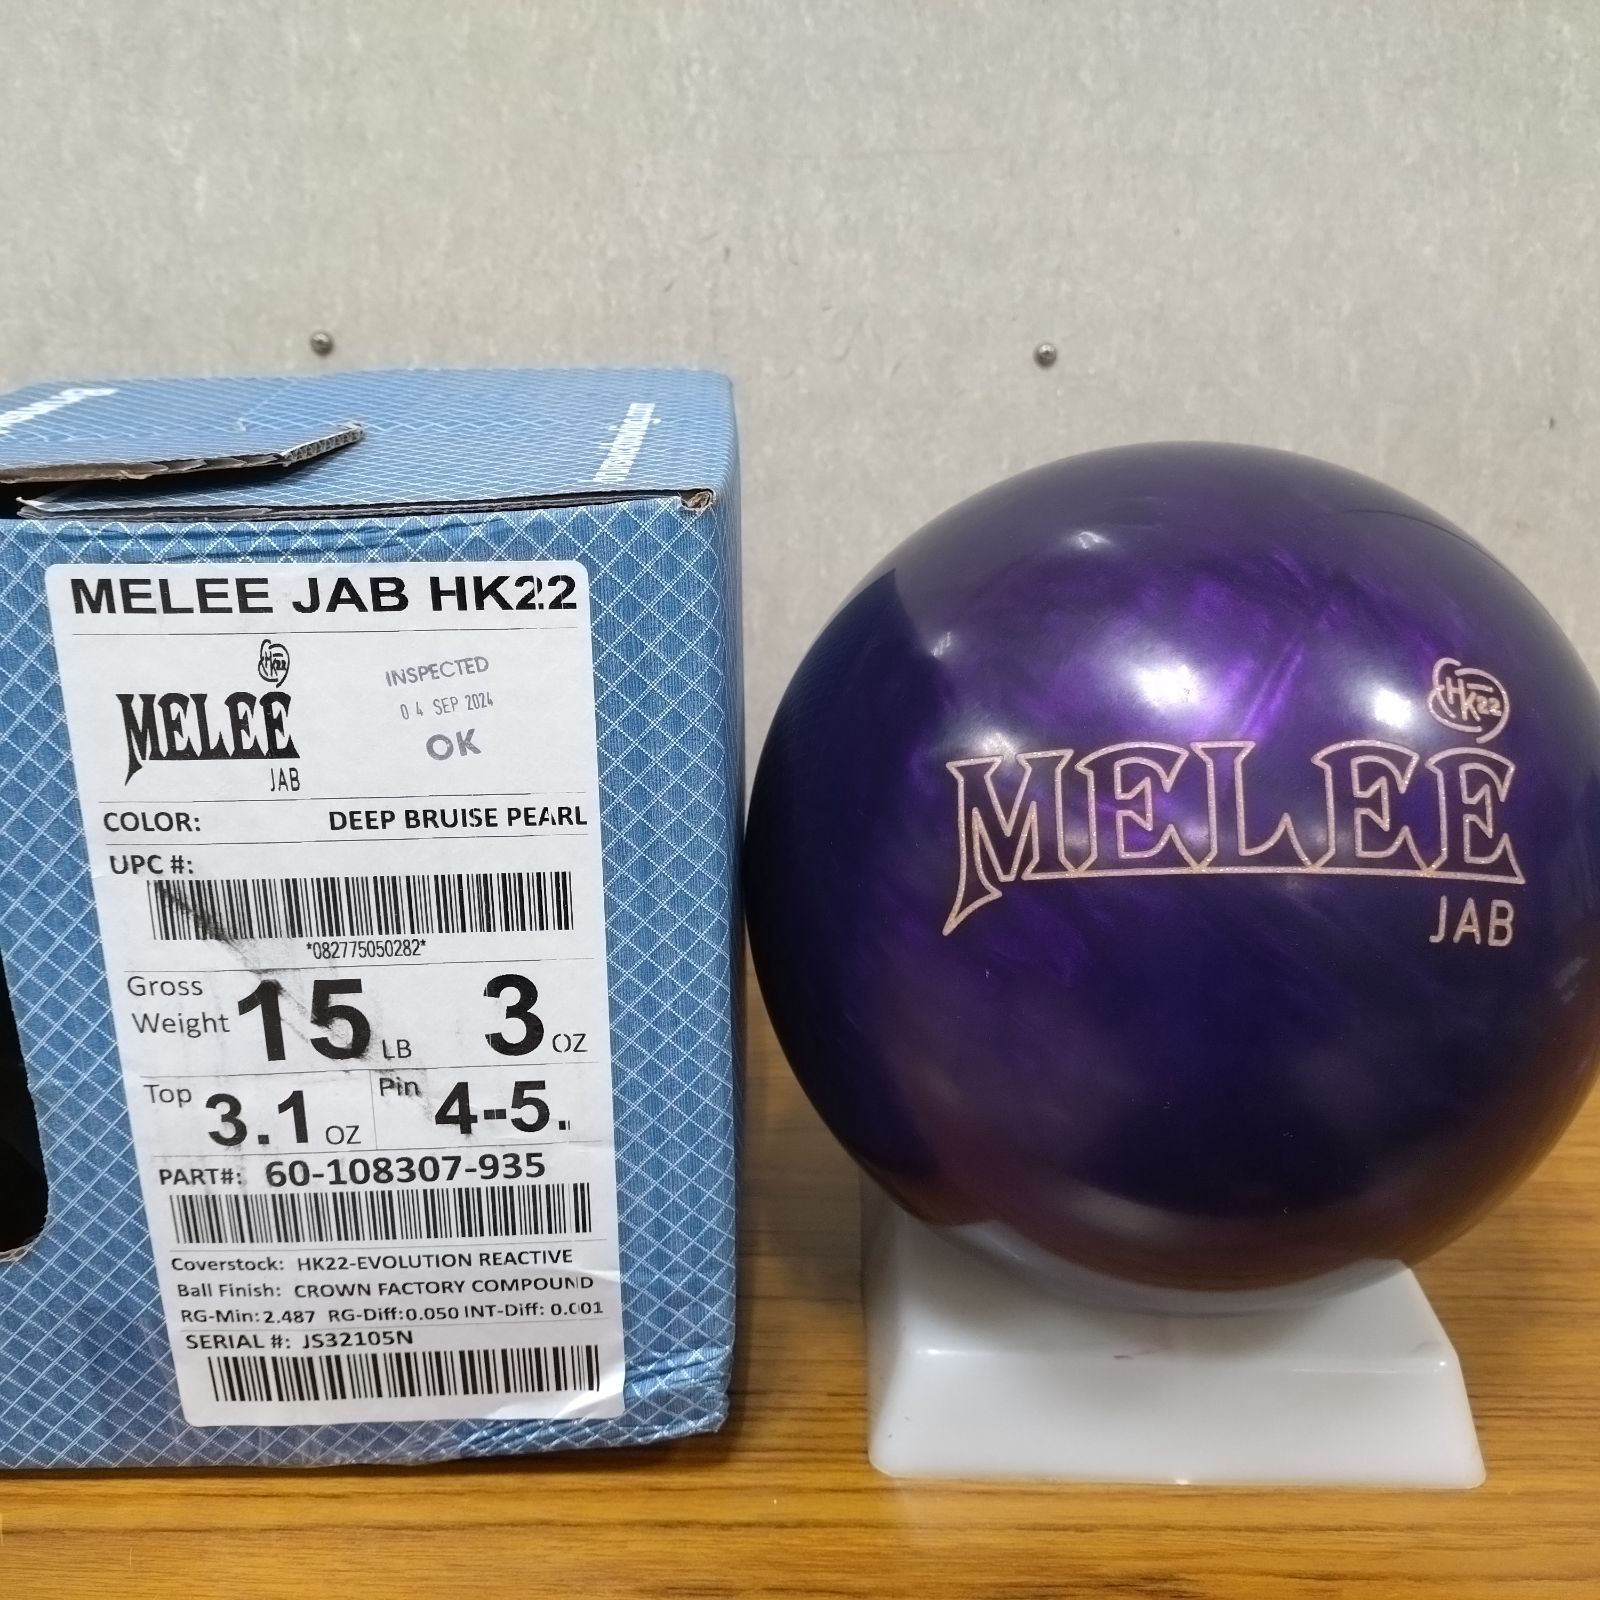 MELEE JAB HK22
HK22
MELEE
JAB
INSPECTED
04 SEP 2024
OK
COLOR: DEEP BRUISE PEARL
UPC #:
*082775050282*
Gross Weight 15 LB 3 OZ
Top 3.1 OZ Pin 4-5.
PART#: 60-108307-935
Coverstock: HK22-EVOLUTION REACTIVE
Ball Finish: CROWN FACTORY COMPOUND
RG-Min: 2.487 RG-Diff: 0.050 INT-Diff: 0.001
SERIAL #: JS32105N
HK22
MELEE
JAB